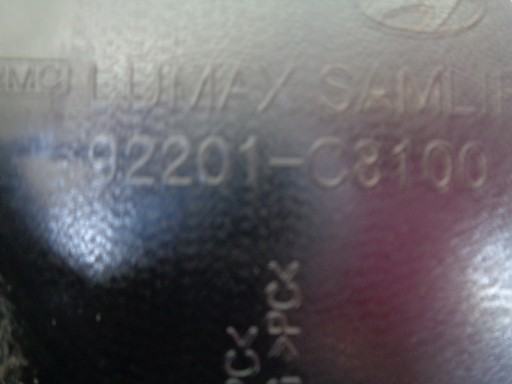 LUMAX SAMLIP
92201-C8100
>PC<
>PC<